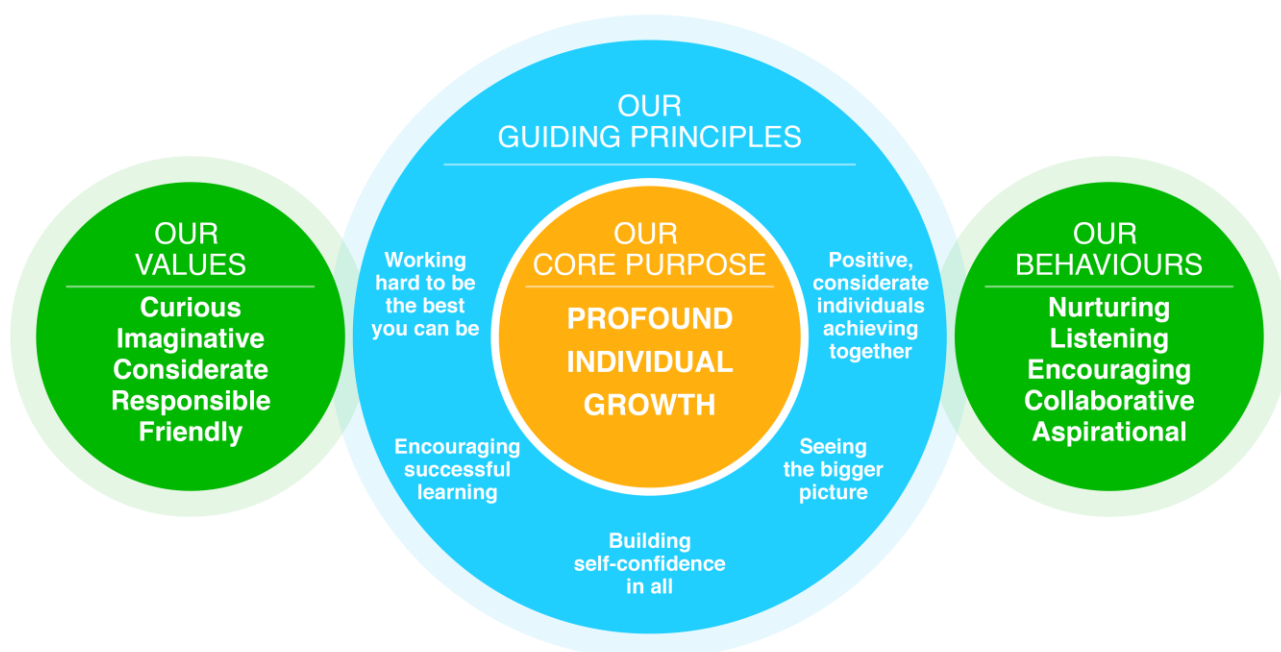 OUR
VALUES
Curious
Imaginative
Considerate
Responsible
Friendly
OUR
GUIDING PRINCIPLES
Working
hard to be
the best
you can be
Encouraging
successful
learning
Building
self-confidence
in all
Seeing
the bigger
picture
Positive,
considerate
individuals
achieving
together
OUR
CORE PURPOSE
PROFOUND
INDIVIDUAL
GROWTH
OUR
BEHAVIOURS
Nurturing
Listening
Encouraging
Collaborative
Aspirational